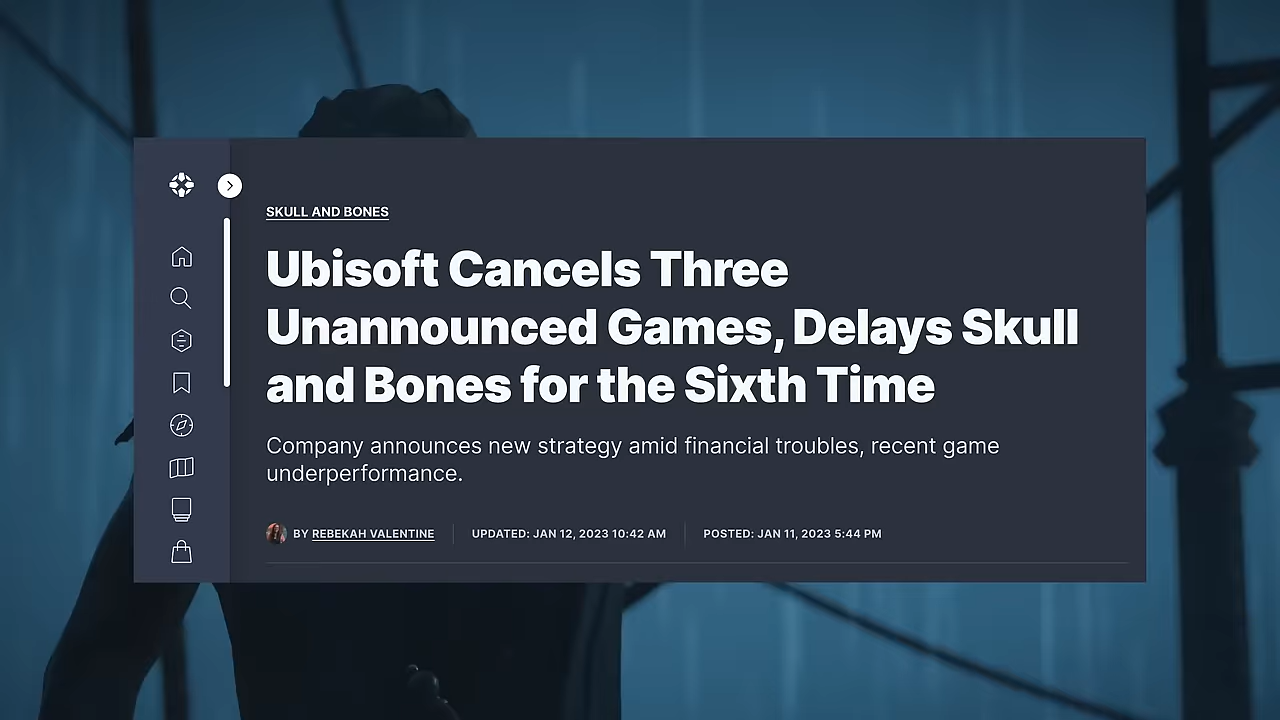 SKULL AND BONES
Ubisoft Cancels Three
Unannounced Games, Delays Skull
and Bones for the Sixth Time
Company announces new strategy amid financial troubles, recent game
underperformance.
BY REBEKAH VALENTINE UPDATED: JAN 12, 2023 10:42 AM POSTED: JAN 11, 2023 5:44 PM